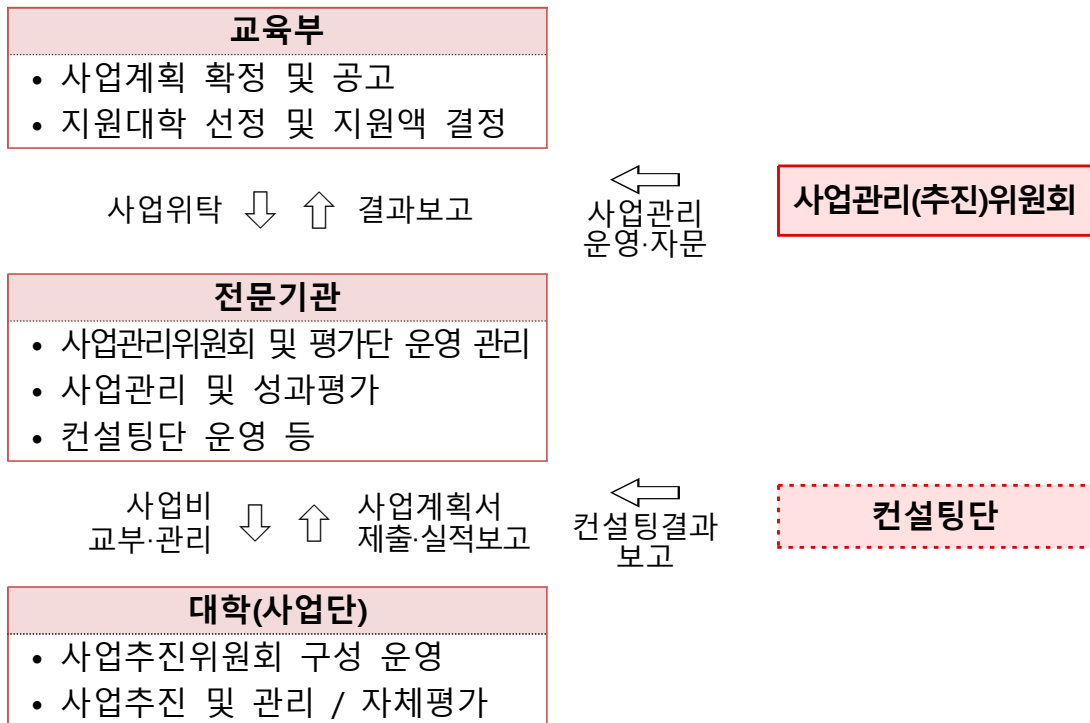 교육부
• 사업계획 확정 및 공고
• 지원대학 선정 및 지원액 결정
사업위탁
결과보고
사업관리
운영·자문
사업관리(추진)위원회
전문기관
• 사업관리위원회 및 평가단 운영 관리
• 사업관리 및 성과평가
• 컨설팅단 운영 등
사업비
교부·관리
사업계획서
제출·실적보고
컨설팅결과
보고
컨설팅단
대학(사업단)
• 사업추진위원회 구성 운영
• 사업추진 및 관리 / 자체평가